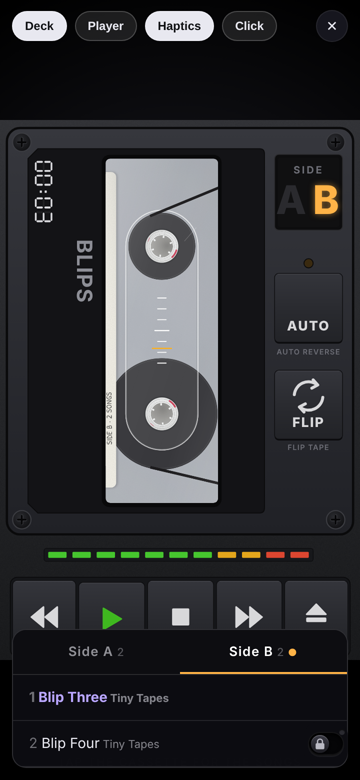 Deck Player Haptics Click
00:03
BLIPS
SIDE B · 2 SONGS
SIDE
A B
AUTO
AUTO REVERSE
FLIP
FLIP TAPE
Side A 2 Side B 2
1 Blip Three Tiny Tapes
2 Blip Four Tiny Tapes